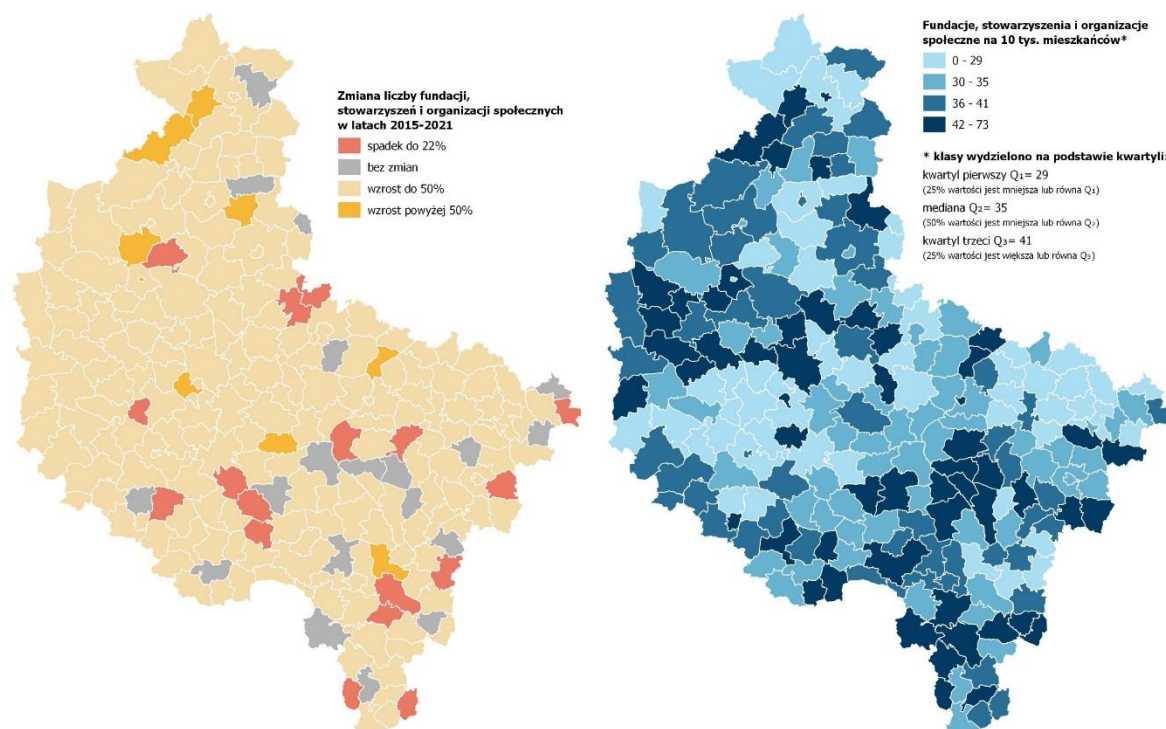 Zmiana liczby fundacji,
stowarzyszeń i organizacji społecznych
w latach 2015-2021
spadek do 22%
bez zmian
wzrost do 50%
wzrost powyżej 50%
Fundacje, stowarzyszenia i organizacje
społeczne na 10 tys. mieszkańców*
0 - 29
30 - 35
36 - 41
42 - 73
* klasy wydzielono na podstawie kwartyli:
kwartyl pierwszy Q₁= 29
(25% wartości jest mniejsza lub równa Q₁)
mediana Q₂= 35
(50% wartości jest mniejsza lub równa Q₂)
kwartyl trzeci Q₃= 41
(25% wartości jest większa lub równa Q₃)